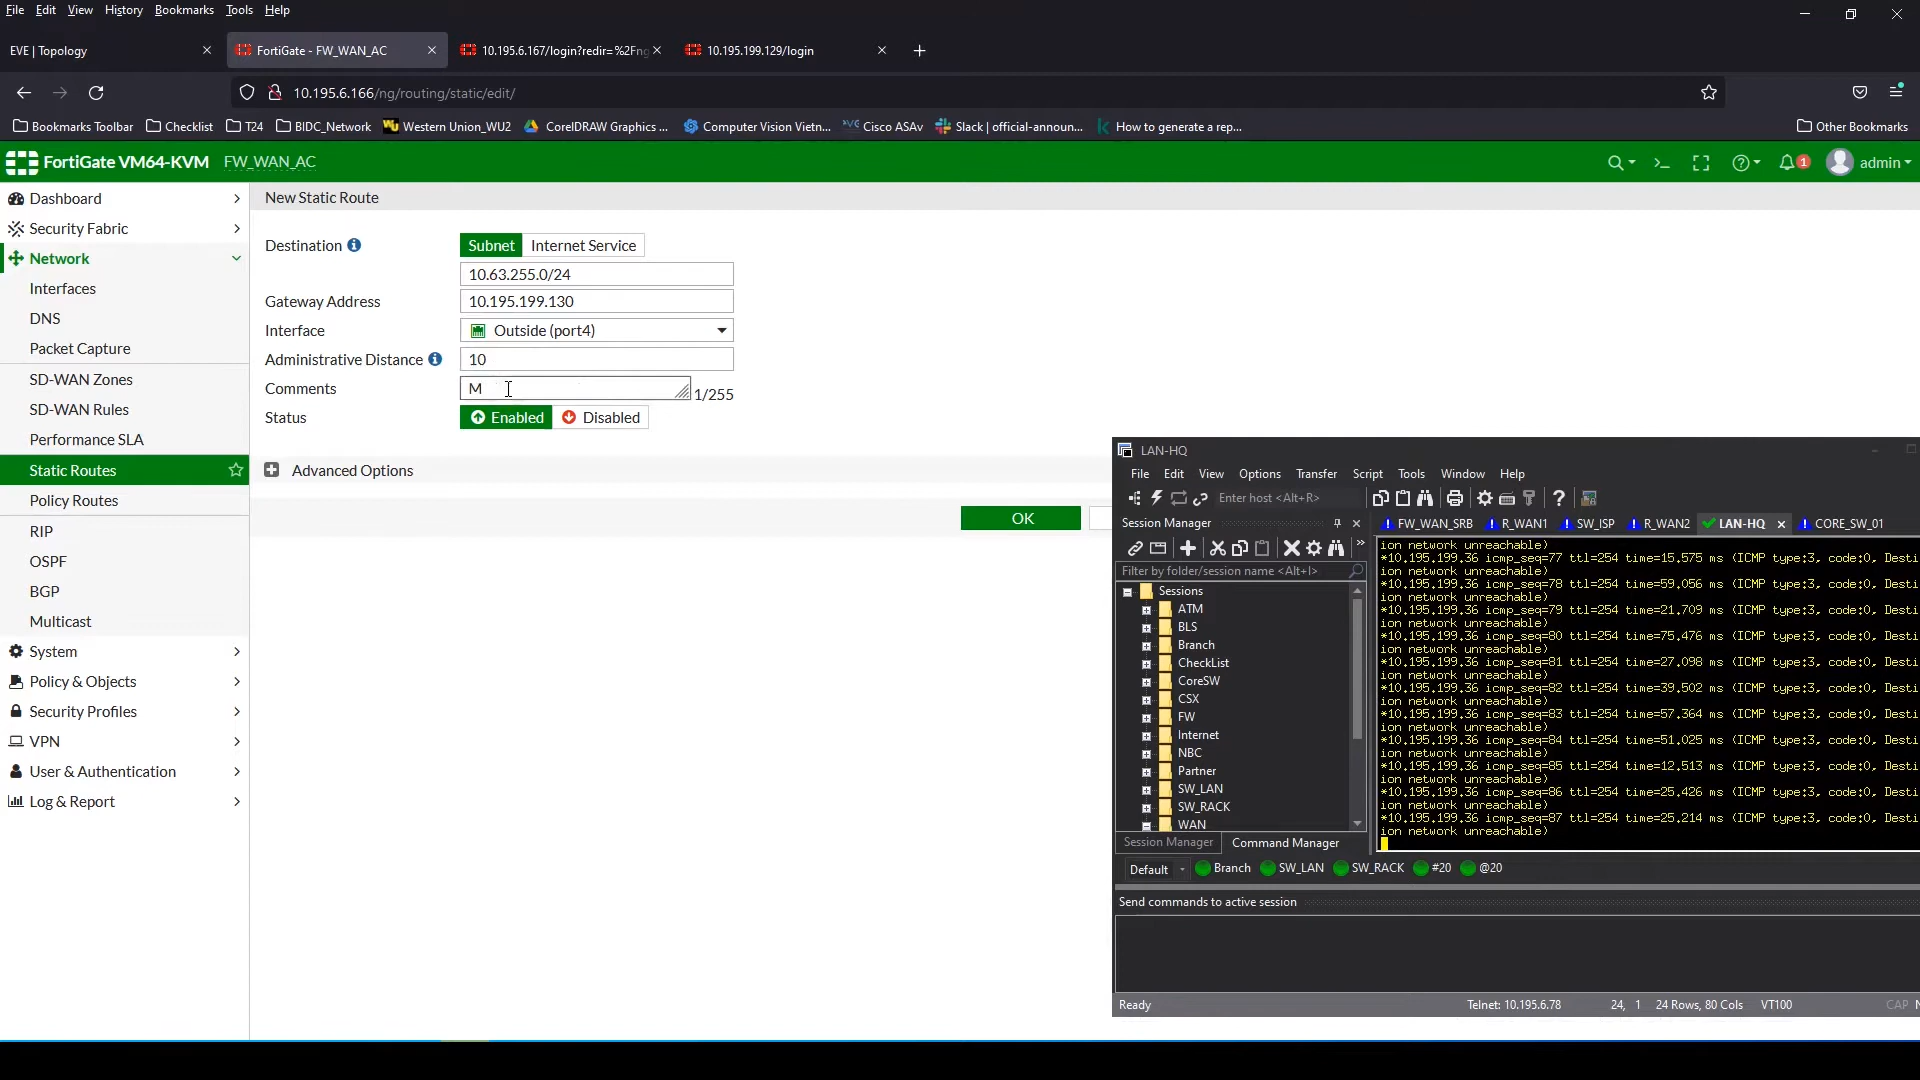 File Edit View History Bookmarks Tools Help
EVE | Topology
FortiGate - FW_WAN_AC
10.195.6.167/login?redir=%2Fng
10.195.199.129/login
10.195.6.166/ng/routing/static/edit/
Bookmarks Toolbar
Checklist
T24
BIDC_Network
Western Union_WU2
CorelDRAW Graphics ...
Computer Vision Vietn...
Cisco ASAv
Slack | official-announ...
How to generate a rep...
Other Bookmarks
FortiGate VM64-KVM FW_WAN_AC
1
admin
Dashboard
Security Fabric
Network
Interfaces
DNS
Packet Capture
SD-WAN Zones
SD-WAN Rules
Performance SLA
Static Routes
Policy Routes
RIP
OSPF
BGP
Multicast
System
Policy & Objects
Security Profiles
VPN
User & Authentication
Log & Report
New Static Route
Destination Subnet Internet Service
10.63.255.0/24
Gateway Address 10.195.199.130
Interface Outside (port4)
Administrative Distance 10
Comments M 1/255
Status Enabled Disabled
Advanced Options
OK
LAN-HQ
File Edit View Options Transfer Script Tools Window Help
Enter host <Alt+R>
Session Manager
FW_WAN_SRB R_WAN1 SW_ISP R_WAN2 LAN-HQ CORE_SW_01
Filter by folder/session name <Alt+I>
Sessions
ATM
BLS
Branch
CheckList
CoreSW
CSX
FW
Internet
NBC
Partner
SW_LAN
SW_RACK
WAN
ion network unreachable)
*10.195.199.36 icmp_seq=77 ttl=254 time=15.575 ms (ICMP type:3, code:0, Desti
ion network unreachable)
*10.195.199.36 icmp_seq=78 ttl=254 time=59.056 ms (ICMP type:3, code:0, Desti
ion network unreachable)
*10.195.199.36 icmp_seq=79 ttl=254 time=21.709 ms (ICMP type:3, code:0, Desti
ion network unreachable)
*10.195.199.36 icmp_seq=80 ttl=254 time=75.476 ms (ICMP type:3, code:0, Desti
ion network unreachable)
*10.195.199.36 icmp_seq=81 ttl=254 time=27.098 ms (ICMP type:3, code:0, Desti
ion network unreachable)
*10.195.199.36 icmp_seq=82 ttl=254 time=39.502 ms (ICMP type:3, code:0, Desti
ion network unreachable)
*10.195.199.36 icmp_seq=83 ttl=254 time=57.364 ms (ICMP type:3, code:0, Desti
ion network unreachable)
*10.195.199.36 icmp_seq=84 ttl=254 time=51.025 ms (ICMP type:3, code:0, Desti
ion network unreachable)
*10.195.199.36 icmp_seq=85 ttl=254 time=12.513 ms (ICMP type:3, code:0, Desti
ion network unreachable)
*10.195.199.36 icmp_seq=86 ttl=254 time=25.426 ms (ICMP type:3, code:0, Desti
ion network unreachable)
*10.195.199.36 icmp_seq=87 ttl=254 time=25.214 ms (ICMP type:3, code:0, Desti
ion network unreachable)
Session Manager Command Manager
Default Branch SW_LAN SW_RACK #20 @20
Send commands to active session
Ready
Telnet: 10.195.6.78 24, 1 24 Rows, 80 Cols VT100 CAP N